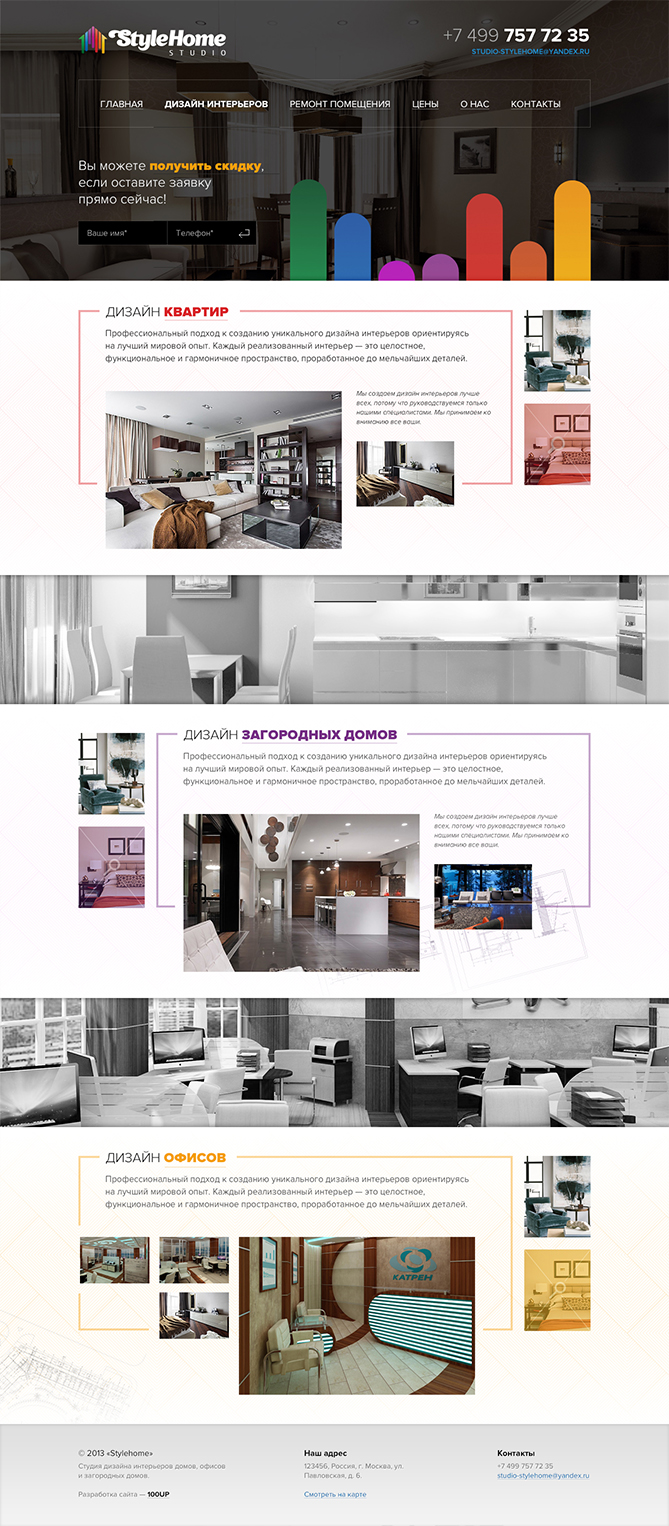 StyleHome
STUDIO
+7 499 757 72 35
STUDIO-STYLEHOME@YANDEX.RU
ГЛАВНАЯ ДИЗАЙН ИНТЕРЬЕРОВ РЕМОНТ ПОМЕЩЕНИЯ ЦЕНЫ О НАС КОНТАКТЫ
Вы можете получить скидку,
если оставите заявку
прямо сейчас!
Ваше имя* Телефон*
ДИЗАЙН КВАРТИР
Профессиональный подход к созданию уникального дизайна интерьеров ориентируясь
на лучший мировой опыт. Каждый реализованный интерьер — это целостное,
функциональное и гармоничное пространство, проработанное до мельчайших деталей.
Мы создаем дизайн интерьеров лучше
всех, потому что руководствуемся только
нашими специалистами. Мы принимаем ко
вниманию все ваши.
ДИЗАЙН ЗАГОРОДНЫХ ДОМОВ
Профессиональный подход к созданию уникального дизайна интерьеров ориентируясь
на лучший мировой опыт. Каждый реализованный интерьер — это целостное,
функциональное и гармоничное пространство, проработанное до мельчайших деталей.
Мы создаем дизайн интерьеров лучше
всех, потому что руководствуемся только
нашими специалистами. Мы принимаем ко
вниманию все ваши.
ДИЗАЙН ОФИСОВ
Профессиональный подход к созданию уникального дизайна интерьеров ориентируясь
на лучший мировой опыт. Каждый реализованный интерьер — это целостное,
функциональное и гармоничное пространство, проработанное до мельчайших деталей.
КАТРЕН
© 2013 «Stylehome»
Студия дизайна интерьеров домов, офисов
и загородных домов.
Разработка сайта — 100UP
Наш адрес
123456, Россия, г. Москва, ул.
Павловская, д. 6.
Смотреть на карте
Контакты
+7 499 757 72 35
studio-stylehome@yandex.ru